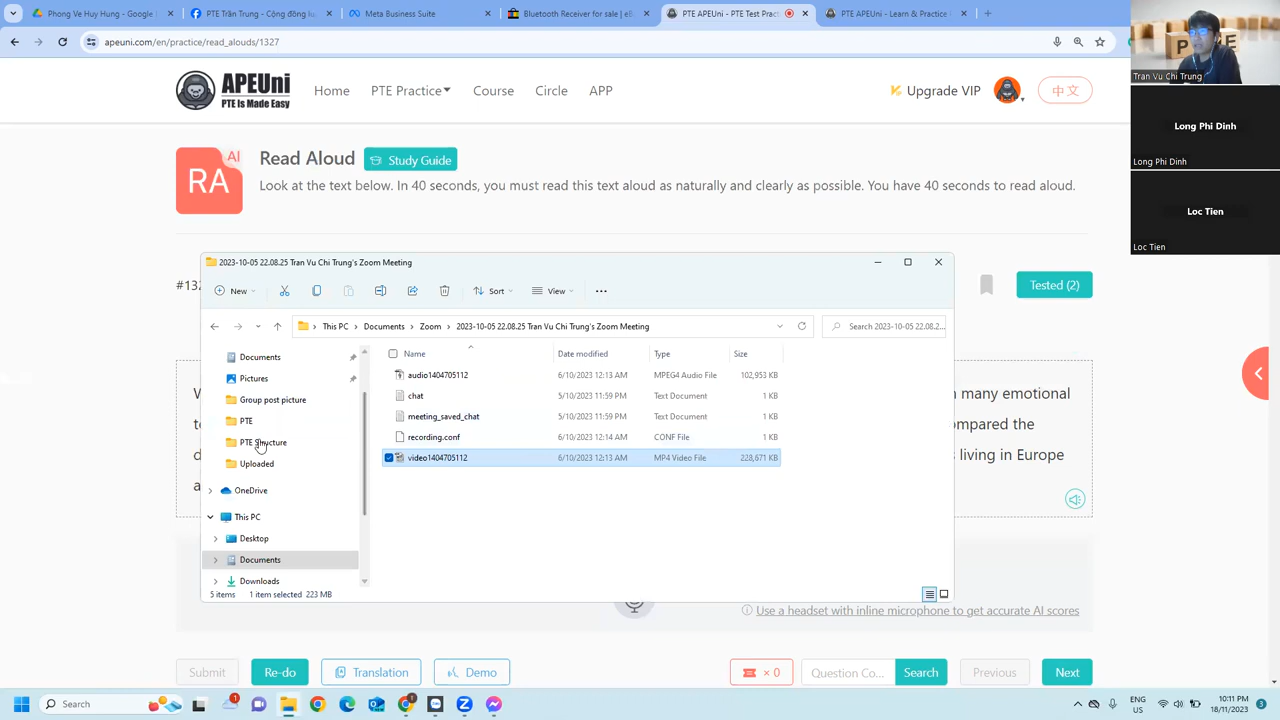 Phong Ve Huy Hung - Google
PTE Trần Trung - Cộng đồng lu
Meta Business Suite
Bluetooth Receiver for sale | eB
PTE APEUni - PTE Test Prac
PTE APEUni - Learn & Practice
apeuni.com/en/practice/read_alouds/1327
Tran Vu Chi Trung
Long Phi Dinh
Long Phi Dinh
Loc Tien
Loc Tien
APEUni
PTE Is Made Easy
Home
PTE Practice
Course
Circle
APP
Upgrade VIP
中 文
AI
RA
Read Aloud
Study Guide
Look at the text below. In 40 seconds, you must read this text aloud as naturally and clearly as possible. You have 40 seconds to read aloud.
Tested (2)
many emotional
mpared the
s living in Europe
2023-10-05 22.08.25 Tran Vu Chi Trung's Zoom Meeting
New
Sort
View
This PC
Documents
Zoom
2023-10-05 22.08.25 Tran Vu Chi Trung's Zoom Meeting
Search 2023-10-05 22.08.2...
Documents
Pictures
Group post picture
PTE
PTE Structure
Uploaded
OneDrive
This PC
Desktop
Documents
Downloads
Name Date modified Type Size
audio1404705112 6/10/2023 12:13 AM MPEG4 Audio File 102,953 KB
chat 5/10/2023 11:59 PM Text Document 1 KB
meeting_saved_chat 5/10/2023 11:59 PM Text Document 1 KB
recording.conf 6/10/2023 12:14 AM CONF File 1 KB
video1404705112 6/10/2023 12:13 AM MP4 Video File 228,671 KB
5 items 1 item selected 223 MB
Use a headset with inline microphone to get accurate AI scores
Submit
Re-do
Translation
Demo
× 0
Question Co...
Search
Previous
Next
Search
ENG
US
10:11 PM
18/11/2023